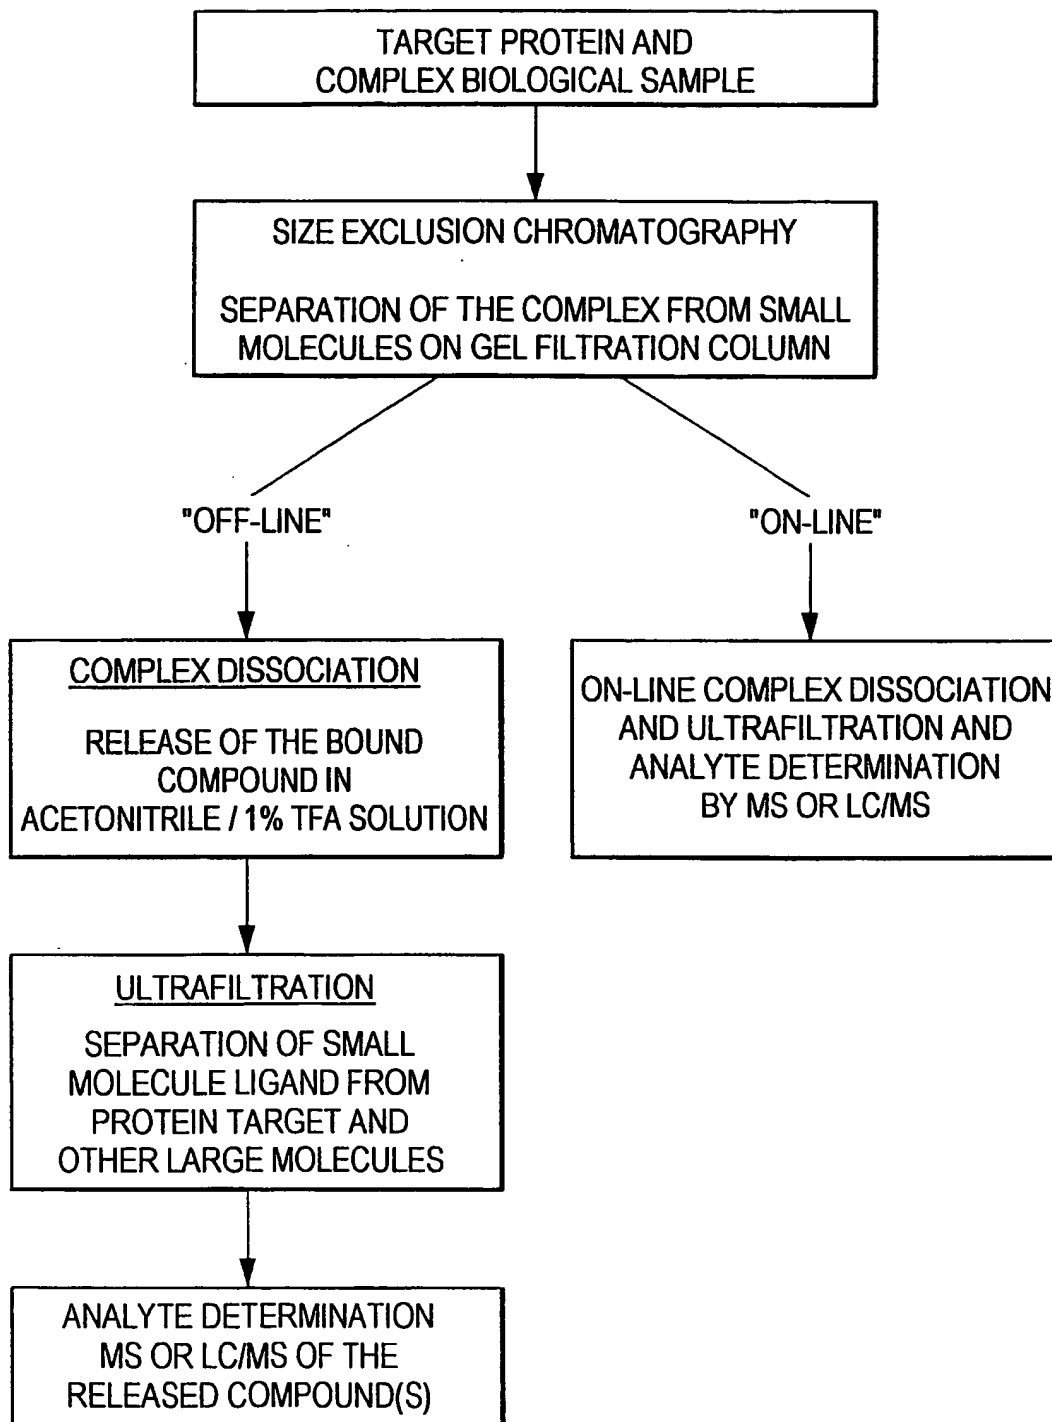 TARGET PROTEIN AND
COMPLEX BIOLOGICAL SAMPLE
SIZE EXCLUSION CHROMATOGRAPHY
SEPARATION OF THE COMPLEX FROM SMALL
MOLECULES ON GEL FILTRATION COLUMN
"OFF-LINE"
"ON-LINE"
COMPLEX DISSOCIATION
RELEASE OF THE BOUND
COMPOUND IN
ACETONITRILE / 1% TFA SOLUTION
ON-LINE COMPLEX DISSOCIATION
AND ULTRAFILTRATION AND
ANALYTE DETERMINATION
BY MS OR LC/MS
ULTRAFILTRATION
SEPARATION OF SMALL
MOLECULE LIGAND FROM
PROTEIN TARGET AND
OTHER LARGE MOLECULES
ANALYTE DETERMINATION
MS OR LC/MS OF THE
RELEASED COMPOUND(S)